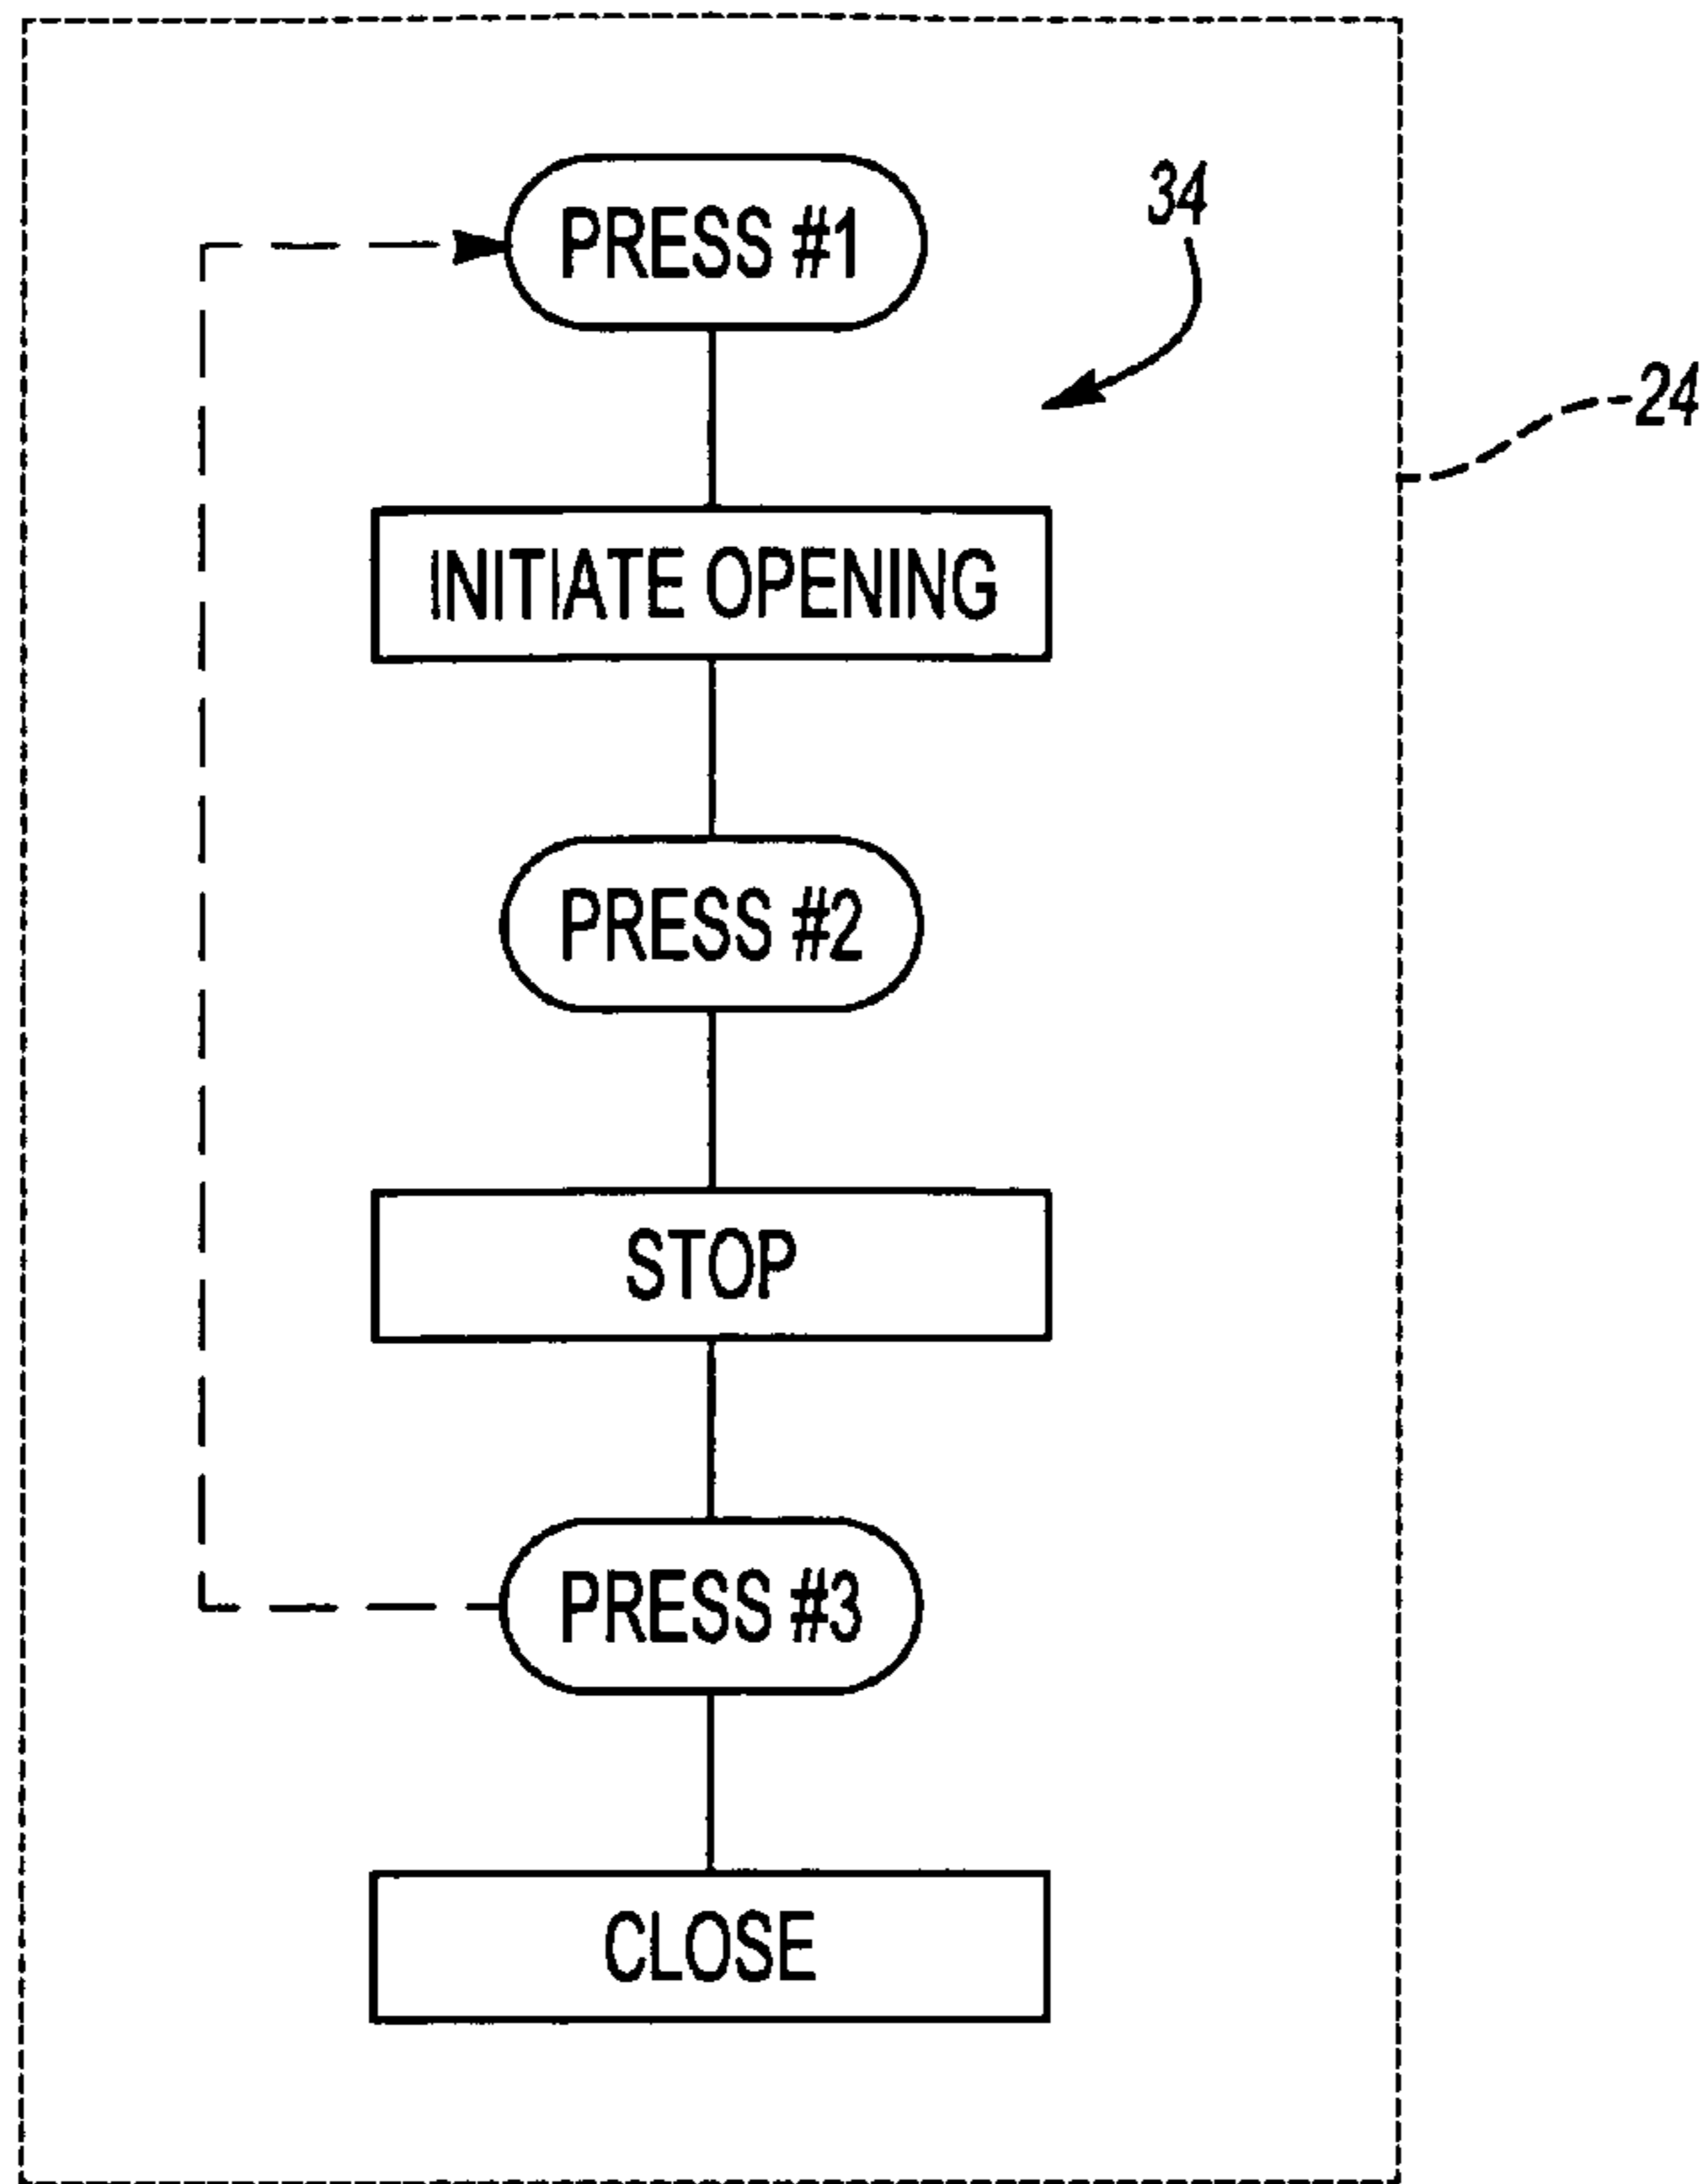 PRESS #1
34
24
INITIATE OPENING
PRESS #2
STOP
PRESS #3
CLOSE